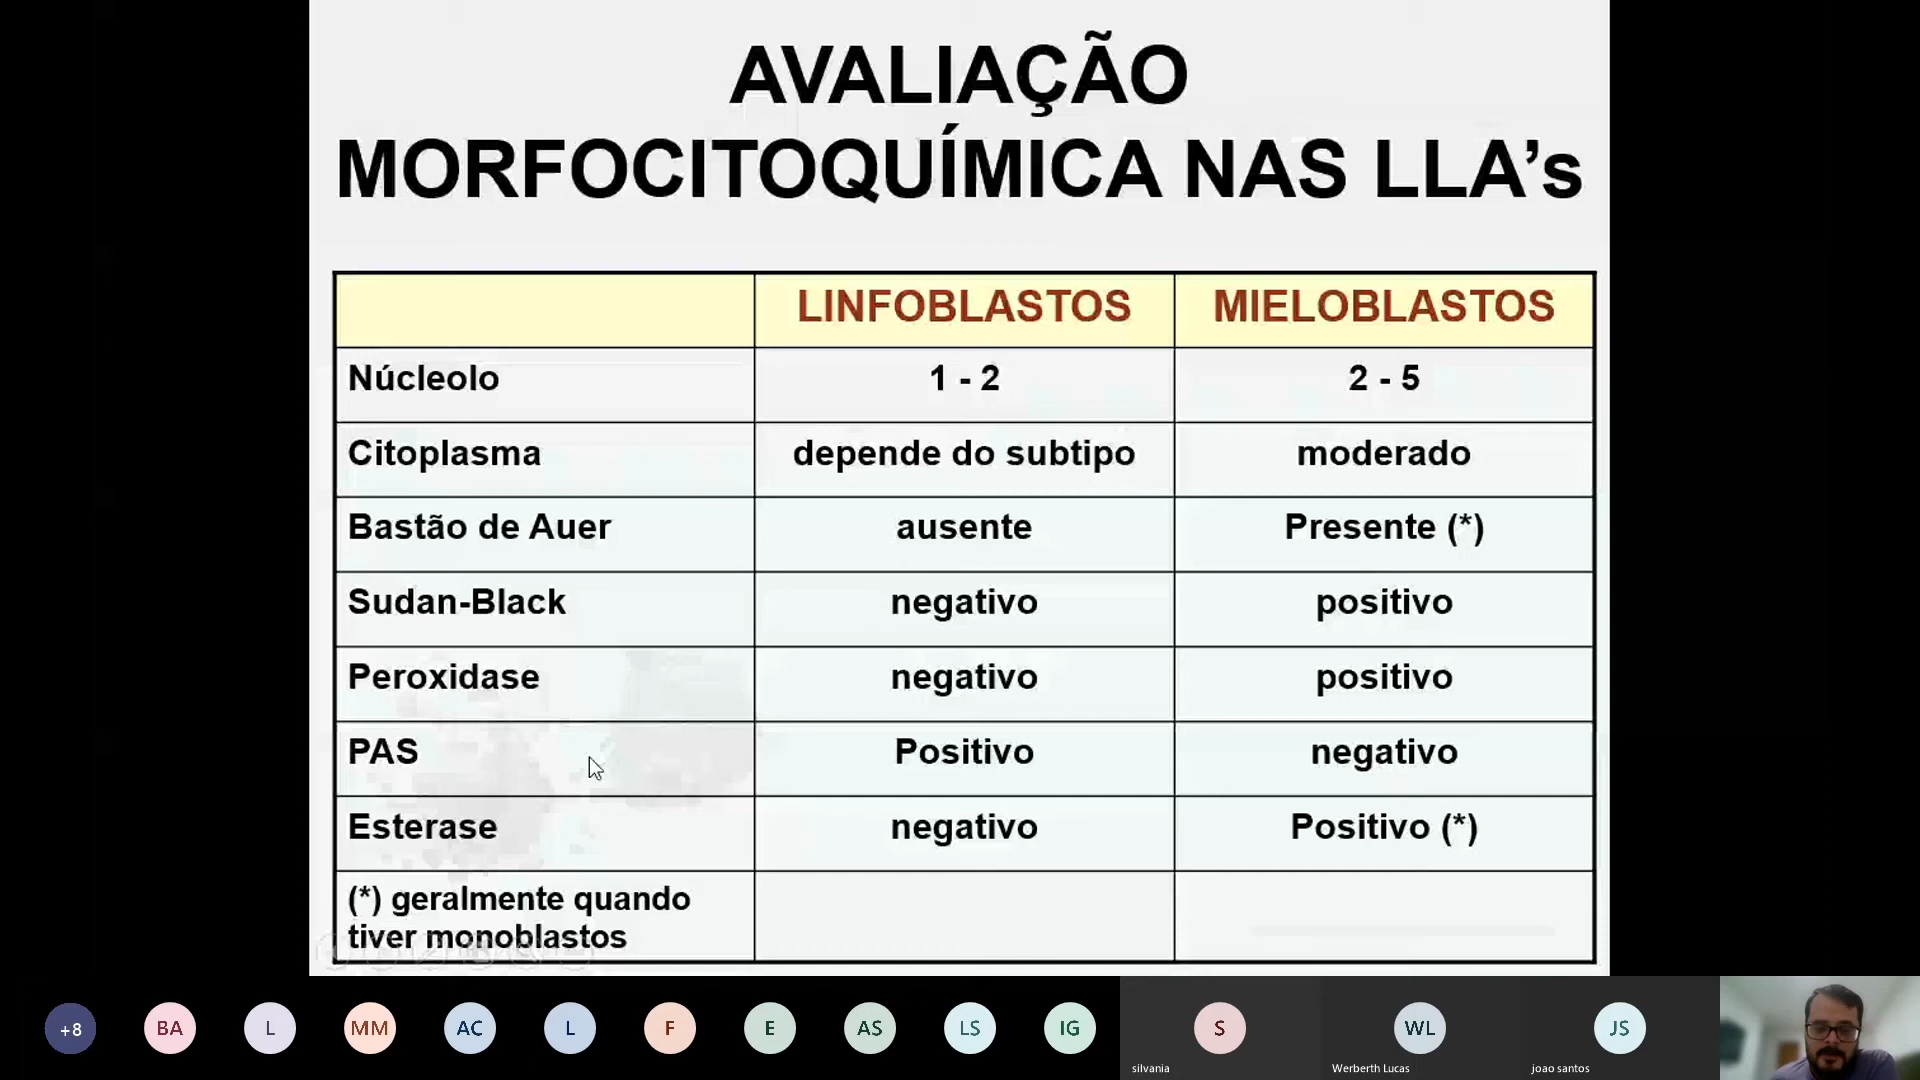 AVALIAÇÃO
MORFOCITOQUÍMICA NAS LLA’s
LINFOBLASTOS MIELOBLASTOS
Núcleolo 1 - 2 2 - 5
Citoplasma depende do subtipo moderado
Bastão de Auer ausente Presente (*)
Sudan-Black negativo positivo
Peroxidase negativo positivo
PAS Positivo negativo
Esterase negativo Positivo (*)
(*) geralmente quando
tiver monoblastos
+8 BA L MM AC L F E AS LS IG S WL JS
silvania Werberth Lucas joao santos